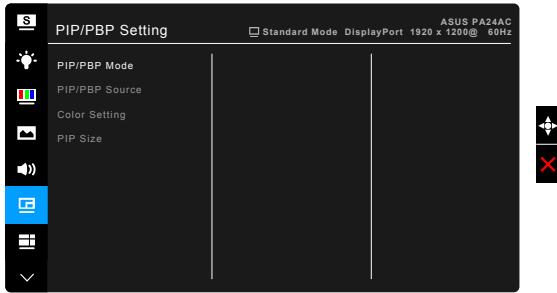 S
ASUS PA24AC
PIP/PBP Setting
Standard Mode DisplayPort 1920 x 1200@ 60Hz
PIP/PBP Mode
PIP/PBP Source
Color Setting
PIP Size